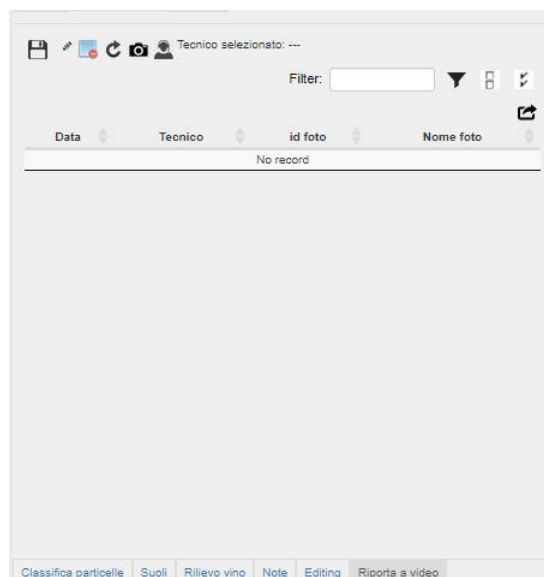 Tecnico selezionato: ---
Filter:
Data Tecnico id foto Nome foto
No record
Classifica particelle Suoli Rilievo vino Note Editing Riporta a video